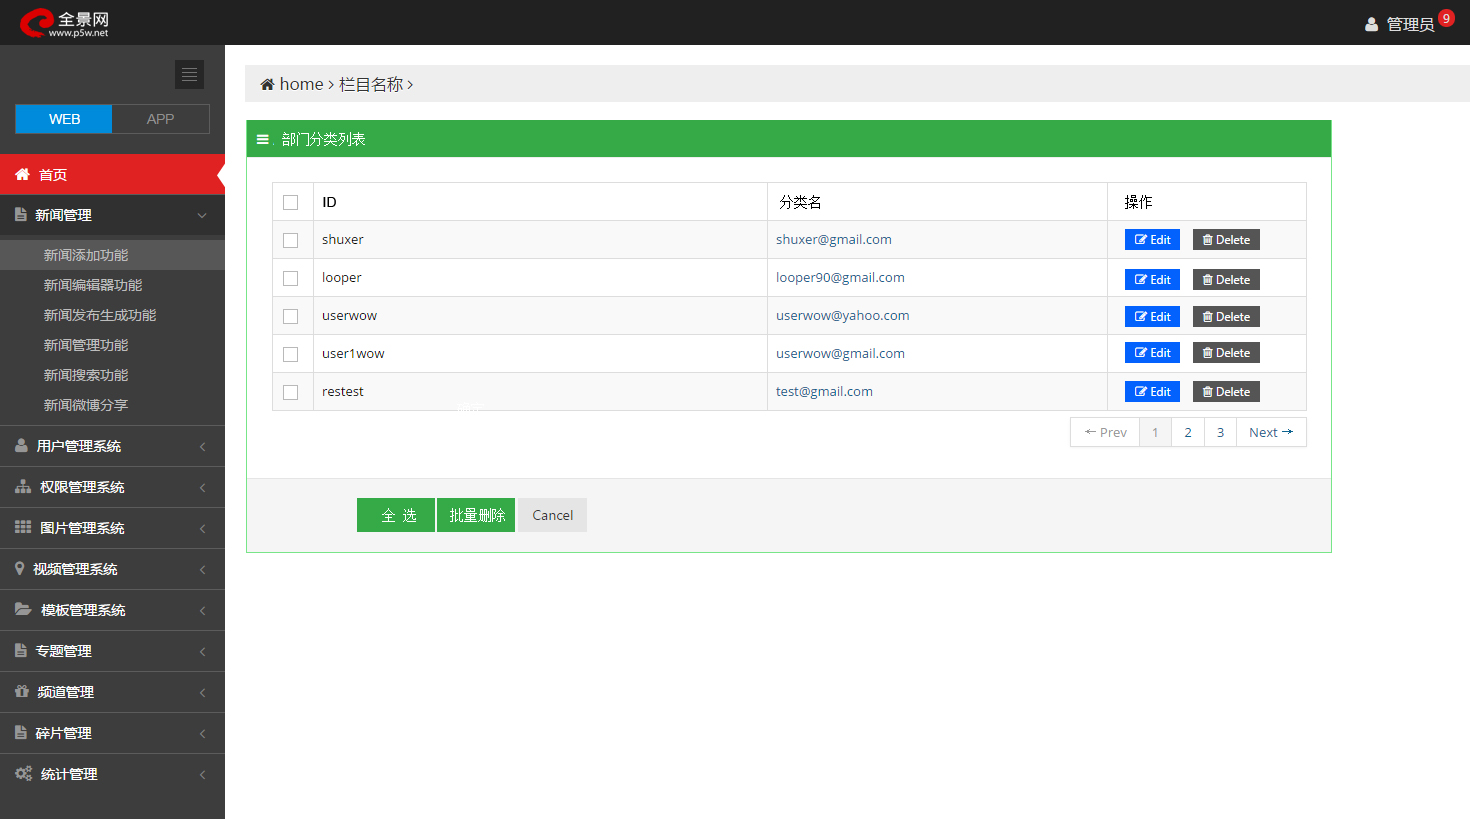 全景网
www.p5w.net
管理员 9
WEB APP
首页
新闻管理
新闻添加功能
新闻编辑器功能
新闻发布生成功能
新闻管理功能
新闻搜索功能
新闻微博分享
用户管理系统
权限管理系统
图片管理系统
视频管理系统
模板管理系统
专题管理
频道管理
碎片管理
统计管理
home > 栏目名称 >
部门分类列表
ID 分类名 操作
shuxer shuxer@gmail.com Edit Delete
looper looper90@gmail.com Edit Delete
userwow userwow@yahoo.com Edit Delete
user1wow userwow@gmail.com Edit Delete
restest test@gmail.com Edit Delete
← Prev 1 2 3 Next →
全 选 批量删除 Cancel